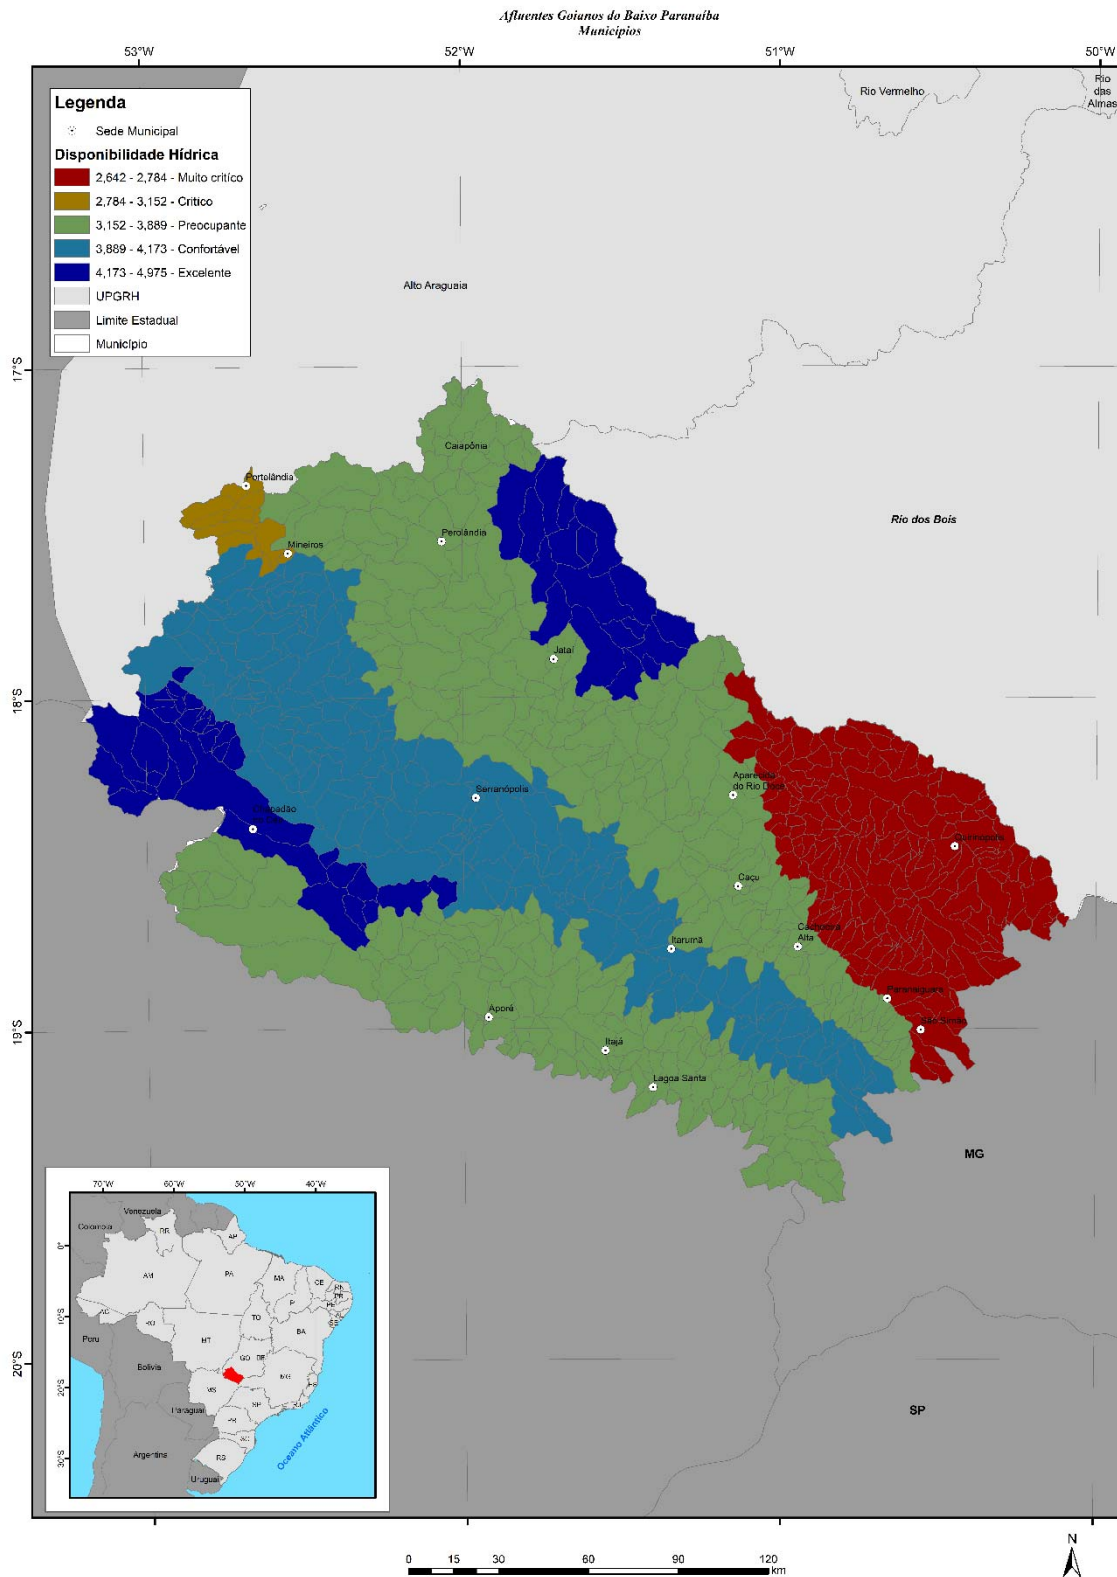 Afluentes Goianos do Baixo Paranaíba
Municípios
53°W
52°W
51°W
50°W
Legenda
Sede Municipal
Disponibilidade Hídrica
2,642 - 2,784 - Muito critíco
2,784 - 3,152 - Critico
3,152 - 3,889 - Preocupante
3,889 - 4,173 - Confortável
4,173 - 4,975 - Excelente
UPGRH
Limite Estadual
Município
Rio Vermelho
Rio
das
Almas
Alto Araguaia
17°S
Caiapônia
Portelândia
Rio dos Bois
Perolândia
Mineiros
Jataí
18°S
Aparecida
do Rio Doce
Serranópolis
Chapadão
do Céu
Quirinópolis
Caçu
Cachoeira
Alta
Itarumã
Paranaiguara
Aporé
São Simão
19°S
Itajá
Lagoa Santa
MG
70°W
60°W
50°W
40°W
Venezuela
Colombia
RR
AP
0°
AM
PA
MA
CE
RN
PB
PI
PE
AL
SE
AC
10°S
TO
RO
Peru
BA
MT
GO
DF
Bolivia
20°S
MS
MG
ES
Paraguai
SP
RJ
PR
SC
Argentina
RS
30°S
Uruguai
Oceano Atlântico
20°S
SP
N
0
15
30
60
90
120
km